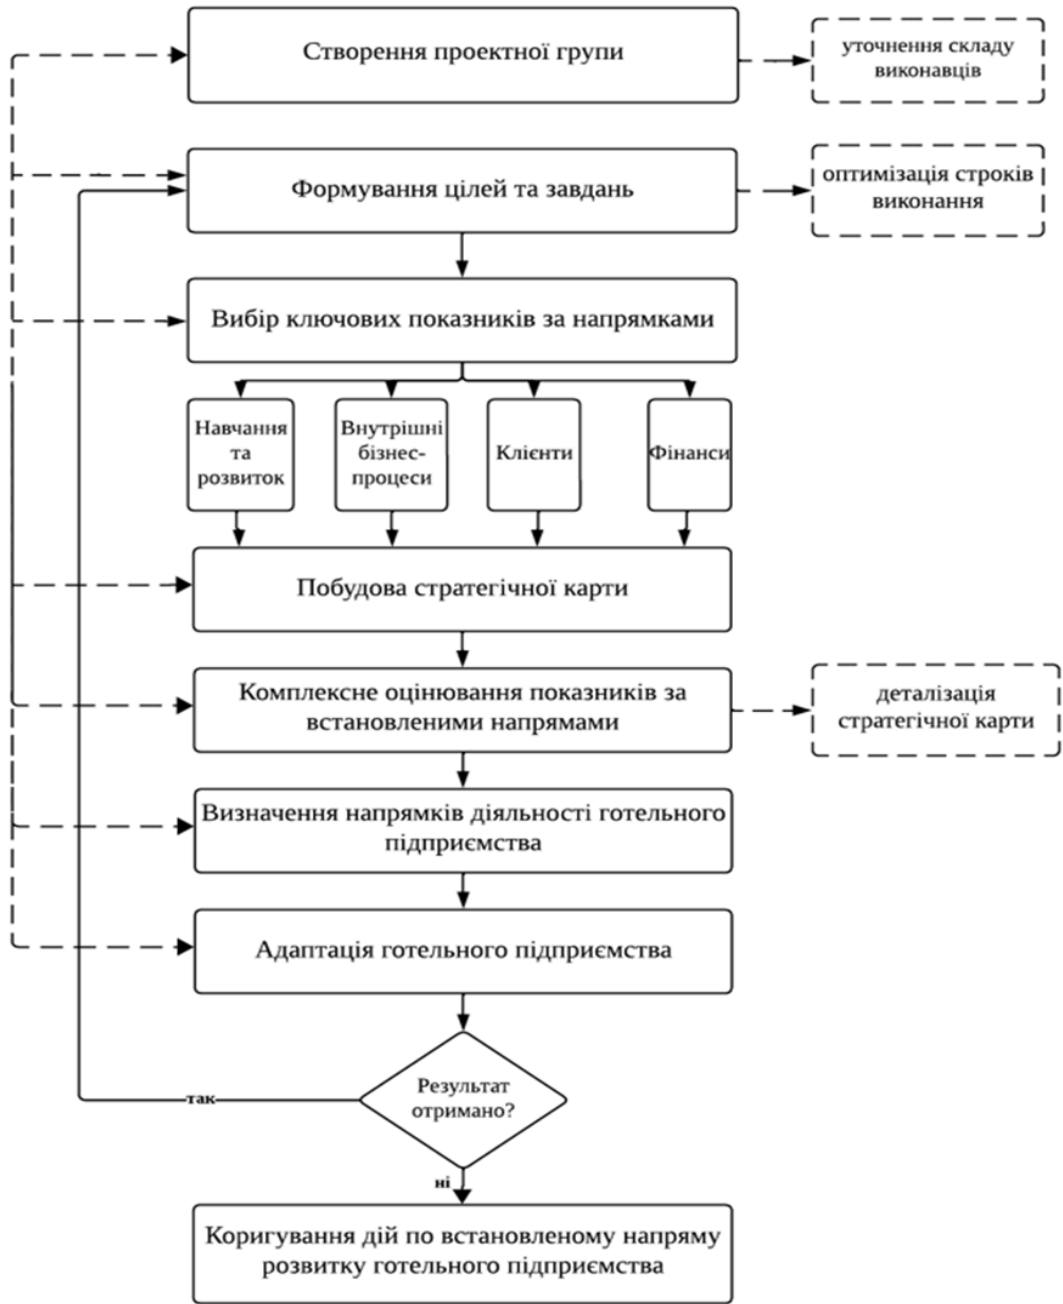 Створення проектної групи
уточнення складу
виконавців
Формування цілей та завдань
оптимізація строків
виконання
Вибір ключових показників за напрямками
Навчання
та
розвиток
Внутрішні
бізнес-
процеси
Клієнти
Фінанси
Побудова стратегічної карти
Комплексне оцінювання показників за
встановленими напрямами
деталізація
стратегічної карти
Визначення напрямків діяльності готельного
підприємства
Адаптація готельного підприємства
Результат
отримано?
так
ні
Коригування дій по встановленому напряму
розвитку готельного підприємства